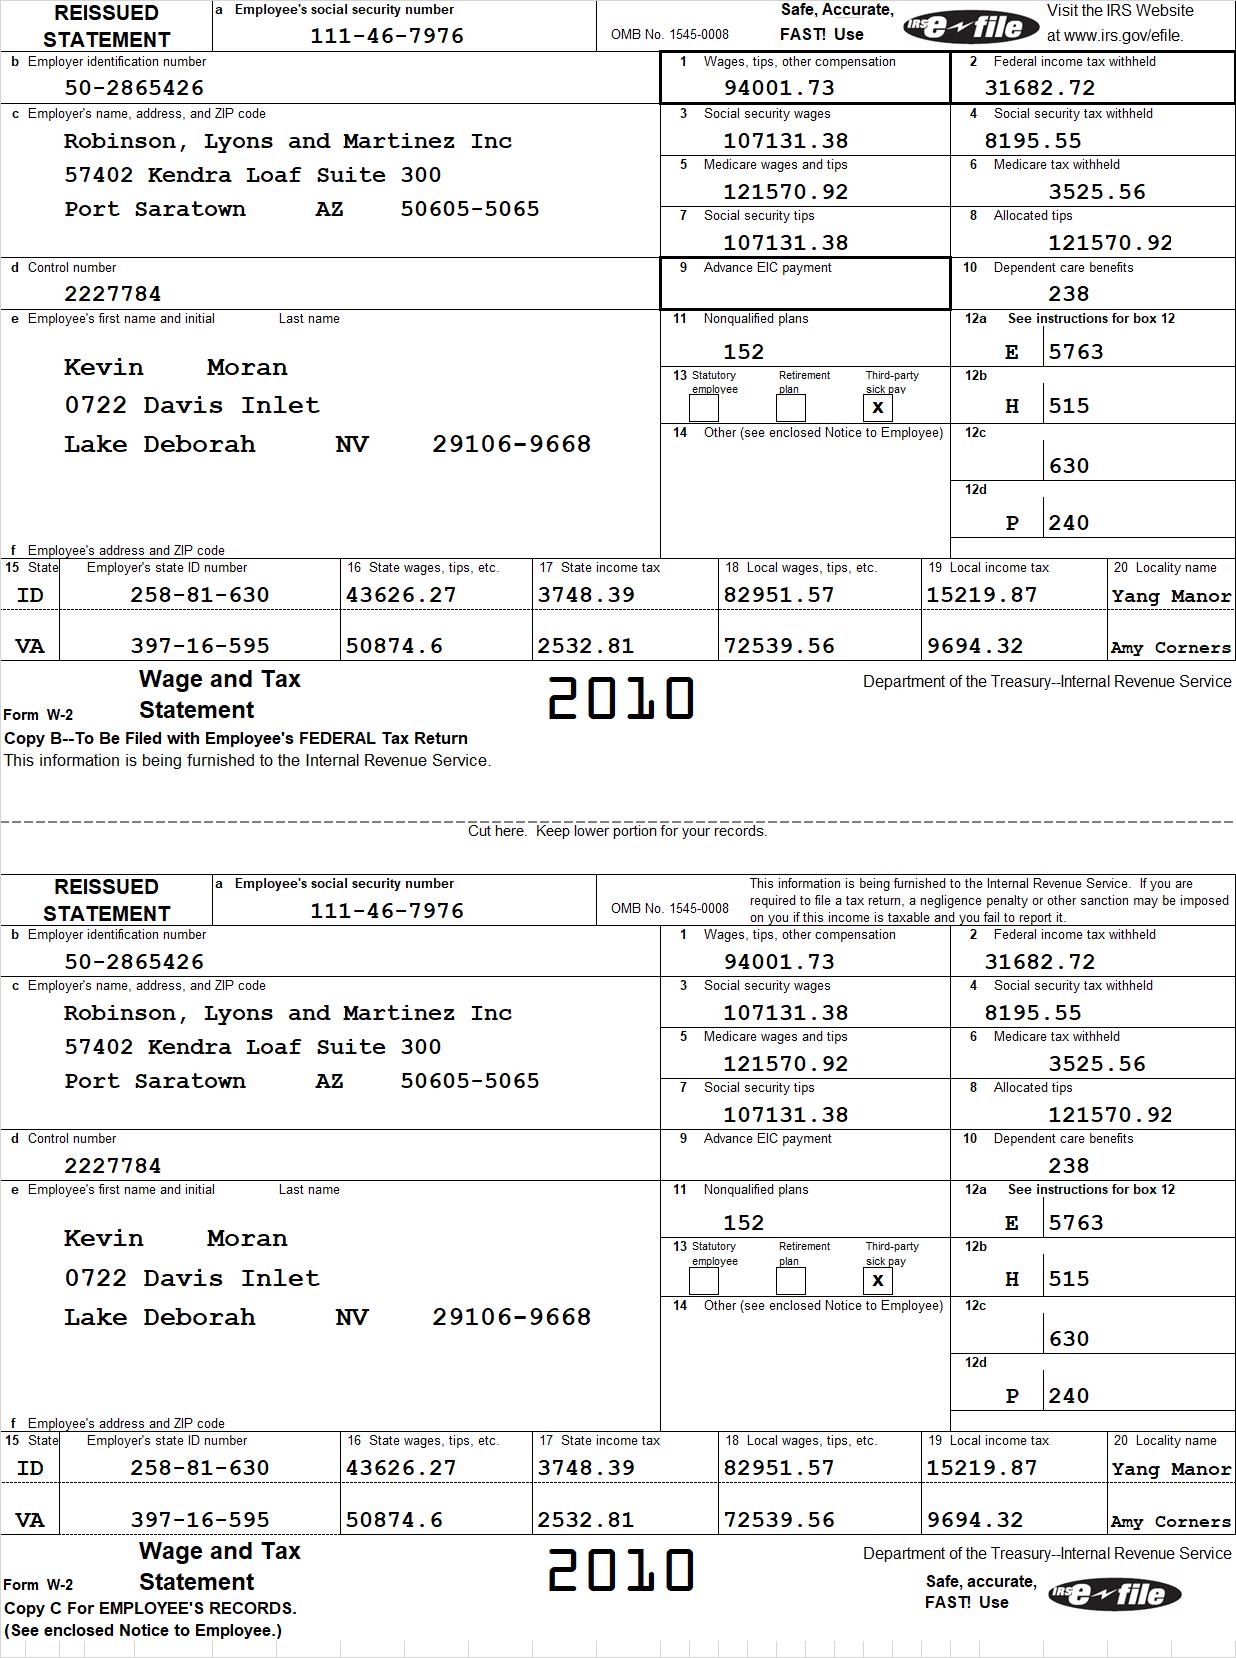 REISSUED STATEMENT
a Employee's social security number
111-46-7976
OMB No. 1545-0008
Safe, Accurate,
FAST! Use
IRS e-file
Visit the IRS Website
at www.irs.gov/efile.
b Employer identification number
50-2865426
1 Wages, tips, other compensation
94001.73
2 Federal income tax withheld
31682.72
c Employer's name, address, and ZIP code
Robinson, Lyons and Martinez Inc
57402 Kendra Loaf Suite 300
Port Saratown AZ 50605-5065
3 Social security wages
107131.38
4 Social security tax withheld
8195.55
5 Medicare wages and tips
121570.92
6 Medicare tax withheld
3525.56
7 Social security tips
107131.38
8 Allocated tips
121570.92
d Control number
2227784
9 Advance EIC payment
10 Dependent care benefits
238
e Employee's first name and initial Last name
Kevin Moran
0722 Davis Inlet
Lake Deborah NV 29106-9668
f Employee's address and ZIP code
11 Nonqualified plans
152
12a See instructions for box 12
E 5763
13 Statutory employee Retirement plan Third-party sick pay
x
12b
H 515
14 Other (see enclosed Notice to Employee)
12c
630
12d
P 240
15 State Employer's state ID number 16 State wages, tips, etc. 17 State income tax 18 Local wages, tips, etc. 19 Local income tax 20 Locality name
ID 258-81-630 43626.27 3748.39 82951.57 15219.87 Yang Manor
VA 397-16-595 50874.6 2532.81 72539.56 9694.32 Amy Corners
Form W-2 Wage and Tax Statement
2010
Department of the Treasury--Internal Revenue Service
Copy B--To Be Filed with Employee's FEDERAL Tax Return
This information is being furnished to the Internal Revenue Service.
Cut here. Keep lower portion for your records.
REISSUED STATEMENT
a Employee's social security number
111-46-7976
OMB No. 1545-0008
This information is being furnished to the Internal Revenue Service. If you are
required to file a tax return, a negligence penalty or other sanction may be imposed
on you if this income is taxable and you fail to report it.
b Employer identification number
50-2865426
1 Wages, tips, other compensation
94001.73
2 Federal income tax withheld
31682.72
c Employer's name, address, and ZIP code
Robinson, Lyons and Martinez Inc
57402 Kendra Loaf Suite 300
Port Saratown AZ 50605-5065
3 Social security wages
107131.38
4 Social security tax withheld
8195.55
5 Medicare wages and tips
121570.92
6 Medicare tax withheld
3525.56
7 Social security tips
107131.38
8 Allocated tips
121570.92
d Control number
2227784
9 Advance EIC payment
10 Dependent care benefits
238
e Employee's first name and initial Last name
Kevin Moran
0722 Davis Inlet
Lake Deborah NV 29106-9668
f Employee's address and ZIP code
11 Nonqualified plans
152
12a See instructions for box 12
E 5763
13 Statutory employee Retirement plan Third-party sick pay
x
12b
H 515
14 Other (see enclosed Notice to Employee)
12c
630
12d
P 240
15 State Employer's state ID number 16 State wages, tips, etc. 17 State income tax 18 Local wages, tips, etc. 19 Local income tax 20 Locality name
ID 258-81-630 43626.27 3748.39 82951.57 15219.87 Yang Manor
VA 397-16-595 50874.6 2532.81 72539.56 9694.32 Amy Corners
Form W-2 Wage and Tax Statement
2010
Department of the Treasury--Internal Revenue Service
Copy C For EMPLOYEE'S RECORDS.
(See enclosed Notice to Employee.)
Safe, accurate,
FAST! Use
IRS e-file